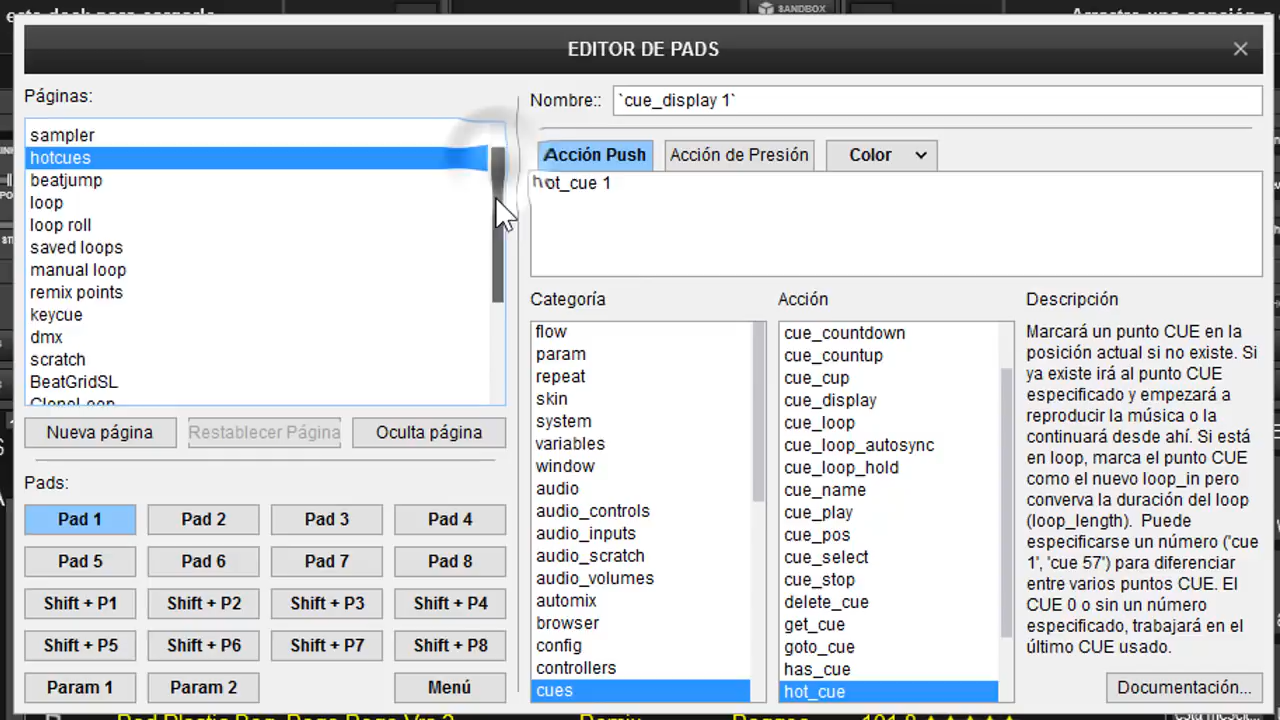 SANDBOX
EDITOR DE PADS
Páginas:
sampler
hotcues
beatjump
loop
loop roll
saved loops
manual loop
remix points
keycue
dmx
scratch
BeatGridSL
CloneLoop
Nueva página
Restablecer Página
Oculta página
Pads:
Pad 1
Pad 2
Pad 3
Pad 4
Pad 5
Pad 6
Pad 7
Pad 8
Shift + P1
Shift + P2
Shift + P3
Shift + P4
Shift + P5
Shift + P6
Shift + P7
Shift + P8
Param 1
Param 2
Menú
Nombre:: `cue_display 1`
Acción Push
Acción de Presión
Color
hot_cue 1
Categoría
flow
param
repeat
skin
system
variables
window
audio
audio_controls
audio_inputs
audio_scratch
audio_volumes
automix
browser
config
controllers
cues
Acción
cue_countdown
cue_countup
cue_cup
cue_display
cue_loop
cue_loop_autosync
cue_loop_hold
cue_name
cue_play
cue_pos
cue_select
cue_stop
delete_cue
get_cue
goto_cue
has_cue
hot_cue
Descripción
Marcará un punto CUE en la
posición actual si no existe. Si
ya existe irá al punto CUE
especificado y empezará a
reproducir la música o la
continuará desde ahí. Si está
en loop, marca el punto CUE
como el nuevo loop_in pero
converva la duración del loop
(loop_length). Puede
especificarse un número ('cue
1', 'cue 57') para diferenciar
entre varios puntos CUE. El
CUE 0 o sin un número
especificado, trabajará en el
último CUE usado.
Documentación...